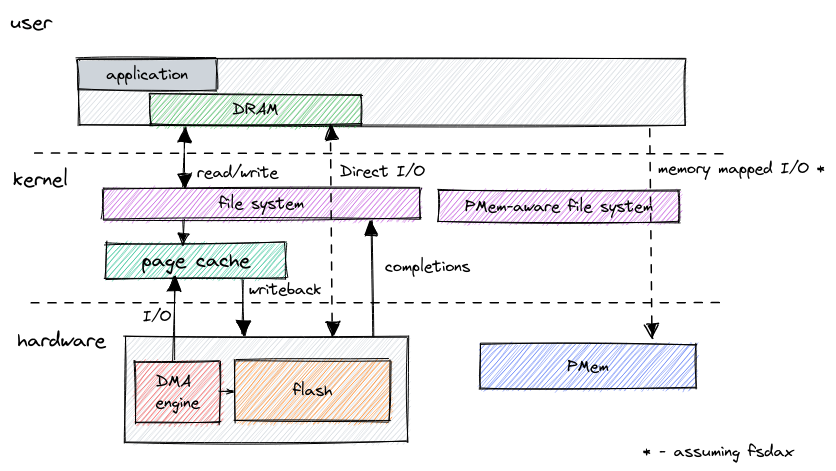 user
application
DRAM
read/write
Direct I/O
memory mapped I/O *
kernel
file system
PMem-aware file system
page cache
completions
writeback
I/O
hardware
DMA
engine
flash
PMem
* - assuming fsdax